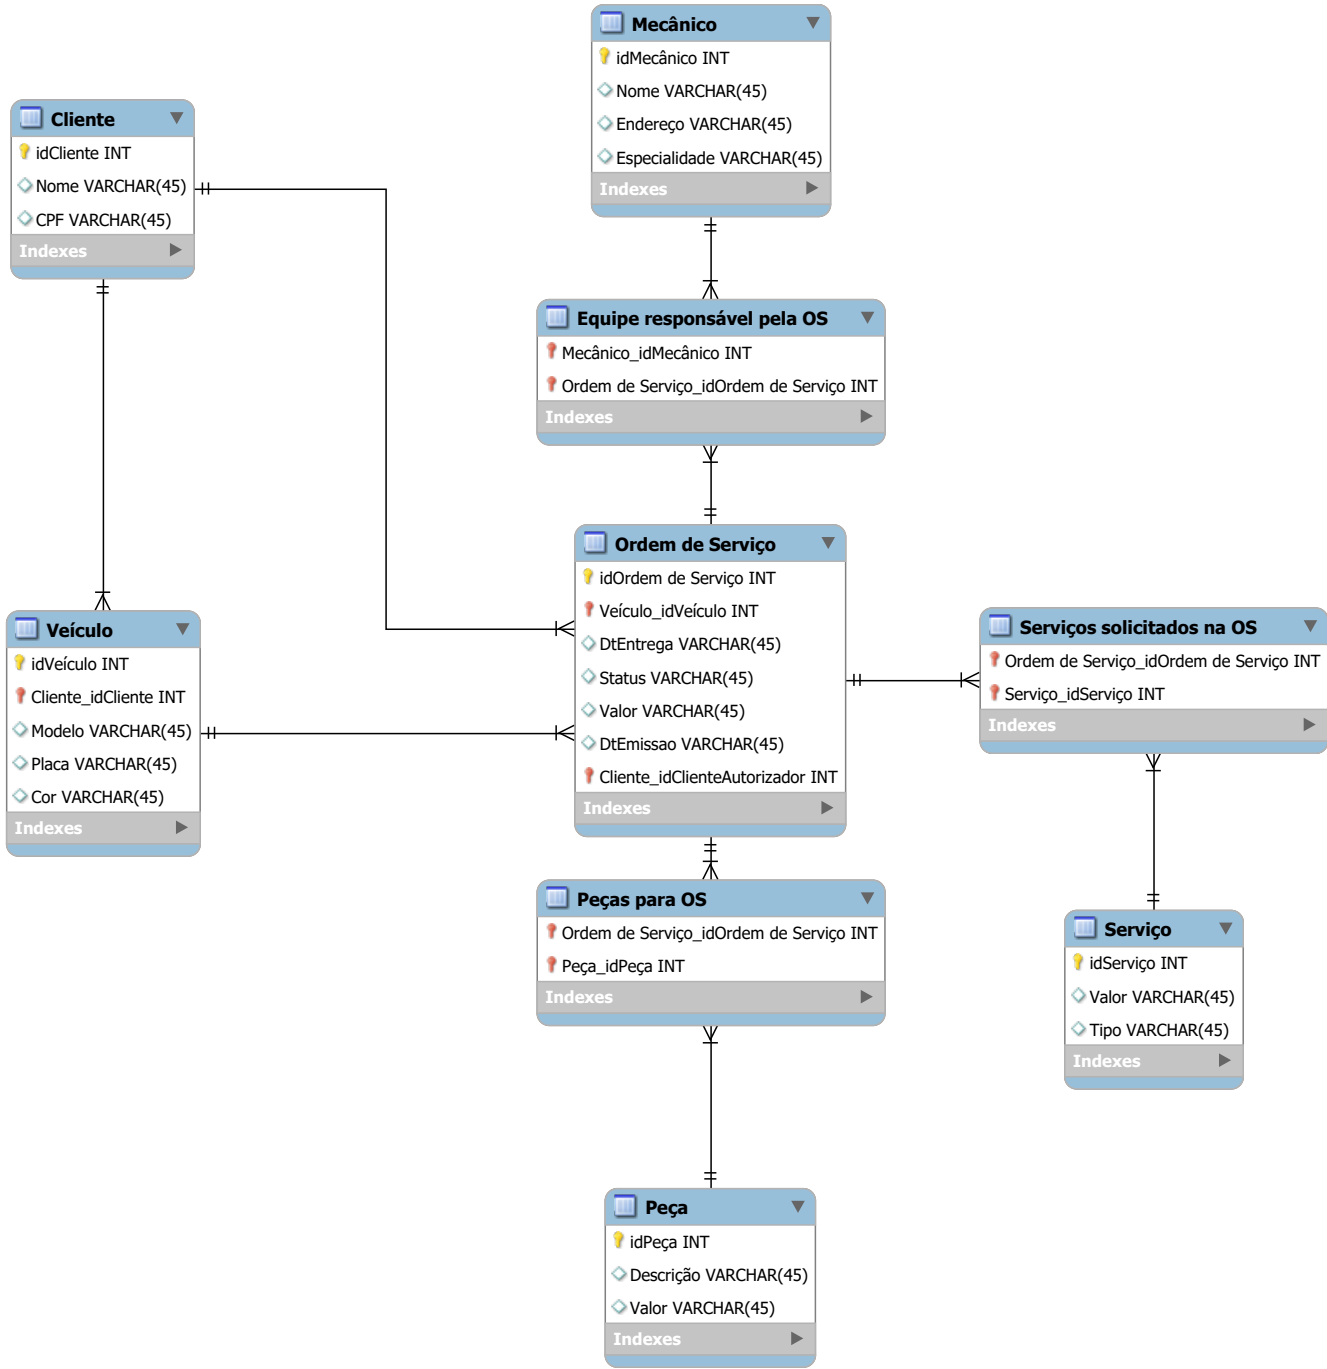 Mecânico
idMecânico INT
Nome VARCHAR(45)
Endereço VARCHAR(45)
Especialidade VARCHAR(45)
Indexes
Cliente
idCliente INT
Nome VARCHAR(45)
CPF VARCHAR(45)
Indexes
Equipe responsável pela OS
Mecânico_idMecânico INT
Ordem de Serviço_idOrdem de Serviço INT
Indexes
Ordem de Serviço
idOrdem de Serviço INT
Veículo_idVeículo INT
DtEntrega VARCHAR(45)
Status VARCHAR(45)
Valor VARCHAR(45)
DtEmissao VARCHAR(45)
Cliente_idClienteAutorizador INT
Indexes
Veículo
idVeículo INT
Cliente_idCliente INT
Modelo VARCHAR(45)
Placa VARCHAR(45)
Cor VARCHAR(45)
Indexes
Serviços solicitados na OS
Ordem de Serviço_idOrdem de Serviço INT
Serviço_idServiço INT
Indexes
Peças para OS
Ordem de Serviço_idOrdem de Serviço INT
Peça_idPeça INT
Indexes
Serviço
idServiço INT
Valor VARCHAR(45)
Tipo VARCHAR(45)
Indexes
Peça
idPeça INT
Descrição VARCHAR(45)
Valor VARCHAR(45)
Indexes